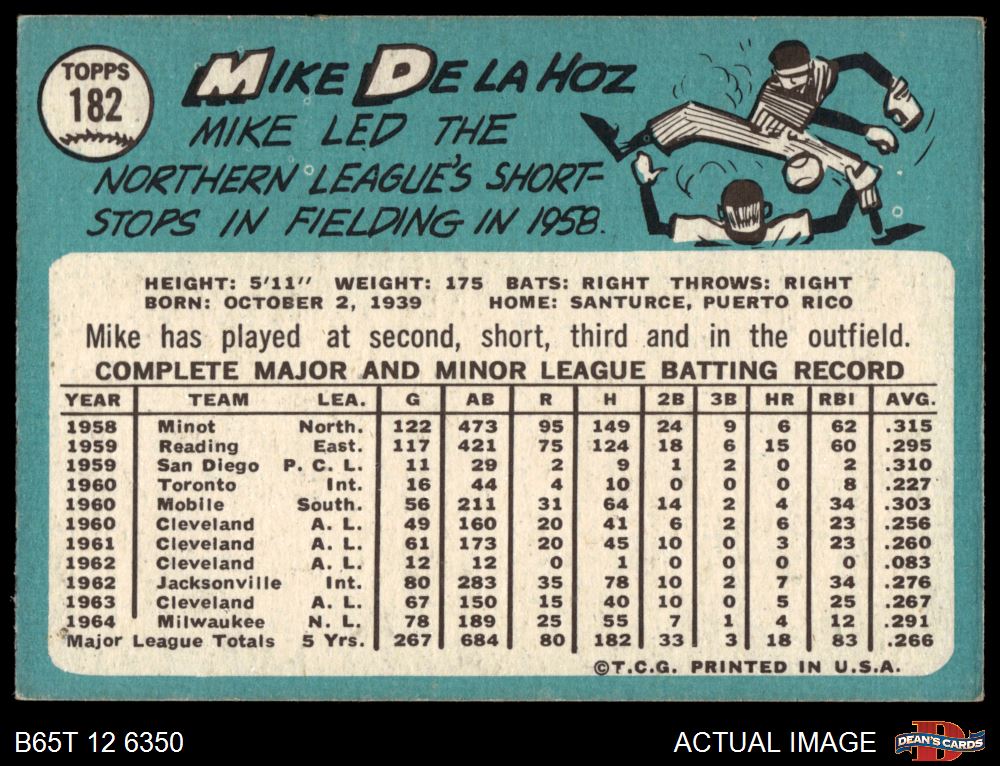 TOPPS
182
MIKE DE LA HOZ
MIKE LED THE
NORTHERN LEAGUE'S SHORT-
STOPS IN FIELDING IN 1958.
HEIGHT: 5'11" WEIGHT: 175 BATS: RIGHT THROWS: RIGHT
BORN: OCTOBER 2, 1939 HOME: SANTURCE, PUERTO RICO
Mike has played at second, short, third and in the outfield.
COMPLETE MAJOR AND MINOR LEAGUE BATTING RECORD
YEAR TEAM LEA. G AB R H 2B 3B HR RBI AVG.
1958 Minot North. 122 473 95 149 24 9 6 62 .315
1959 Reading East. 117 421 75 124 18 6 15 60 .295
1959 San Diego P. C. L. 11 29 2 9 1 2 0 2 .310
1960 Toronto Int. 16 44 4 10 0 0 0 8 .227
1960 Mobile South. 56 211 31 64 14 2 4 34 .303
1960 Cleveland A. L. 49 160 20 41 6 2 6 23 .256
1961 Cleveland A. L. 61 173 20 45 10 0 3 23 .260
1962 Cleveland A. L. 12 12 0 1 0 0 0 0 .083
1962 Jacksonville Int. 80 283 35 78 10 2 7 34 .276
1963 Cleveland A. L. 67 150 15 40 10 0 5 25 .267
1964 Milwaukee N. L. 78 189 25 55 7 1 4 12 .291
Major League Totals 5 Yrs. 267 684 80 182 33 3 18 83 .266
©T.C.G. PRINTED IN U.S.A.
B65T 12 6350
ACTUAL IMAGE
DEAN'S CARDS